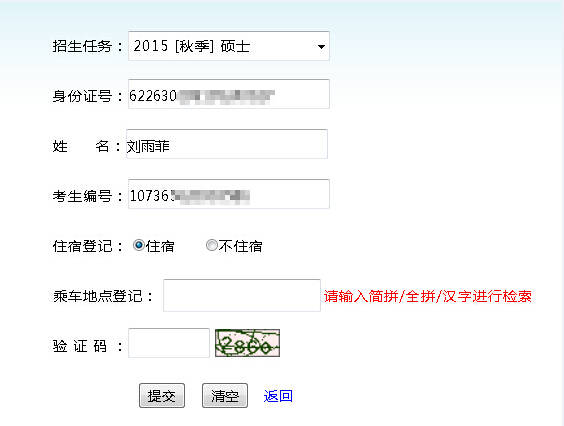 招生任务： 2015 [秋季] 硕士
身份证号： 622630
姓 名： 刘雨菲
考生编号： 10736
住宿登记： 住宿 不住宿
乘车地点登记： 请输入简拼/全拼/汉字进行检索
验 证 码 ： 2860
提交 清空 返回